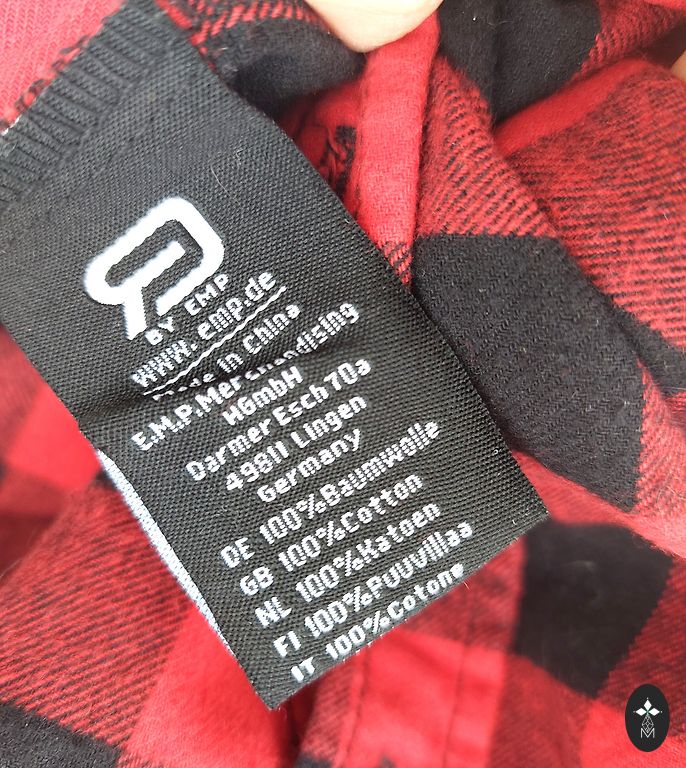 BY EMP
www.emp.de
Made in China
E.M.P.Merchandising
HGmbH
Darmer Esch 70a
49811 Lingen
Germany
DE 100%Baumwolle
GB 100%Cotton
NL 100%Katoen
FI 100%Puuvillaa
IT 100%Cotone
M